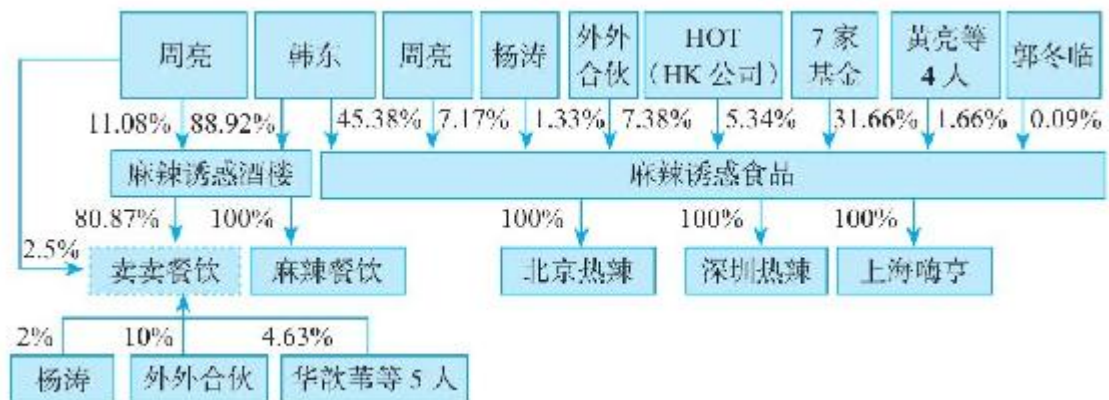 周亮 韩东 周亮 杨涛 外外合伙 HOT（HK 公司） 7 家基金 黄亮等 4 人 郭冬临
11.08% 88.92% 45.38% 7.17% 1.33% 7.38% 5.34% 31.66% 1.66% 0.09%
麻辣诱惑酒楼 麻辣诱惑食品
80.87% 100% 100% 100% 100%
2.5%
卖卖餐饮 麻辣餐饮 北京热辣 深圳热辣 上海嗨亨
2% 10% 4.63%
杨涛 外外合伙 华歆苇等 5 人